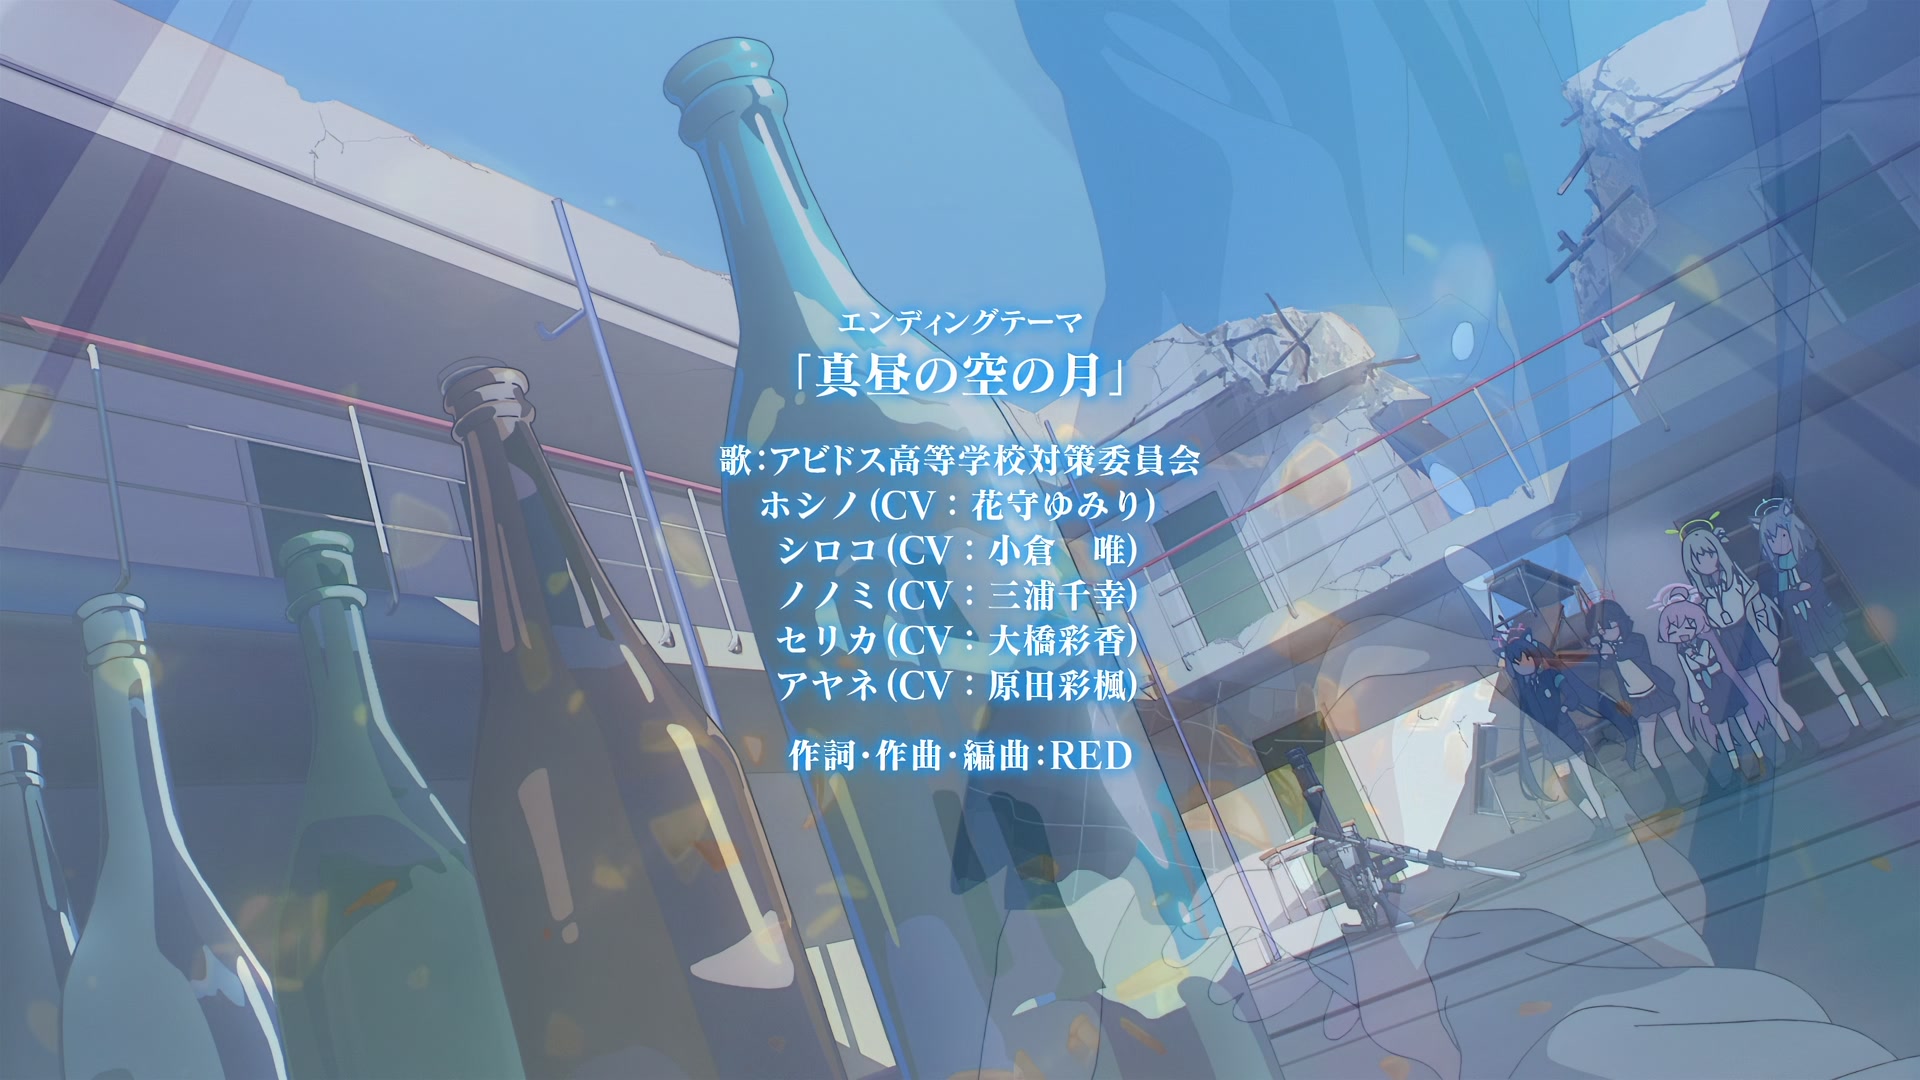 エンディングテーマ
「真昼の空の月」
歌:アビドス高等学校対策委員会
ホシノ(CV:花守ゆみり)
シロコ(CV:小倉　唯)
ノノミ(CV:三浦千幸)
セリカ(CV:大橋彩香)
アヤネ(CV:原田彩楓)
作詞・作曲・編曲:RED